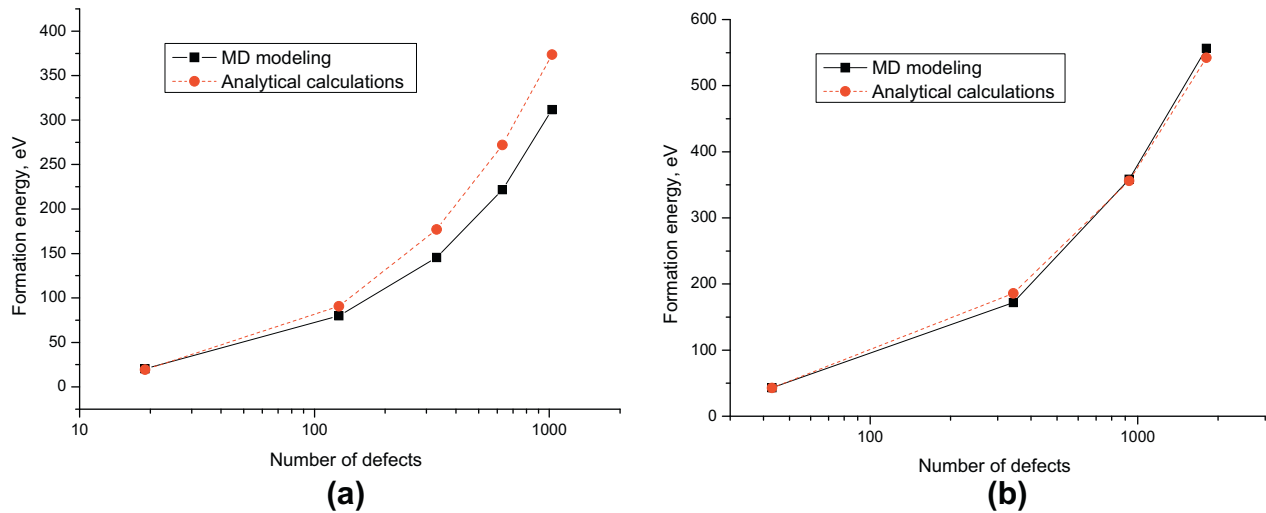 400
350
300
250
200
150
100
50
0
Formation energy, eV
MD modeling
Analytical calculations
10
100
1000
Number of defects
(a)
600
500
400
300
200
100
0
Formation energy, eV
MD modeling
Analytical calculations
100
1000
Number of defects
(b)